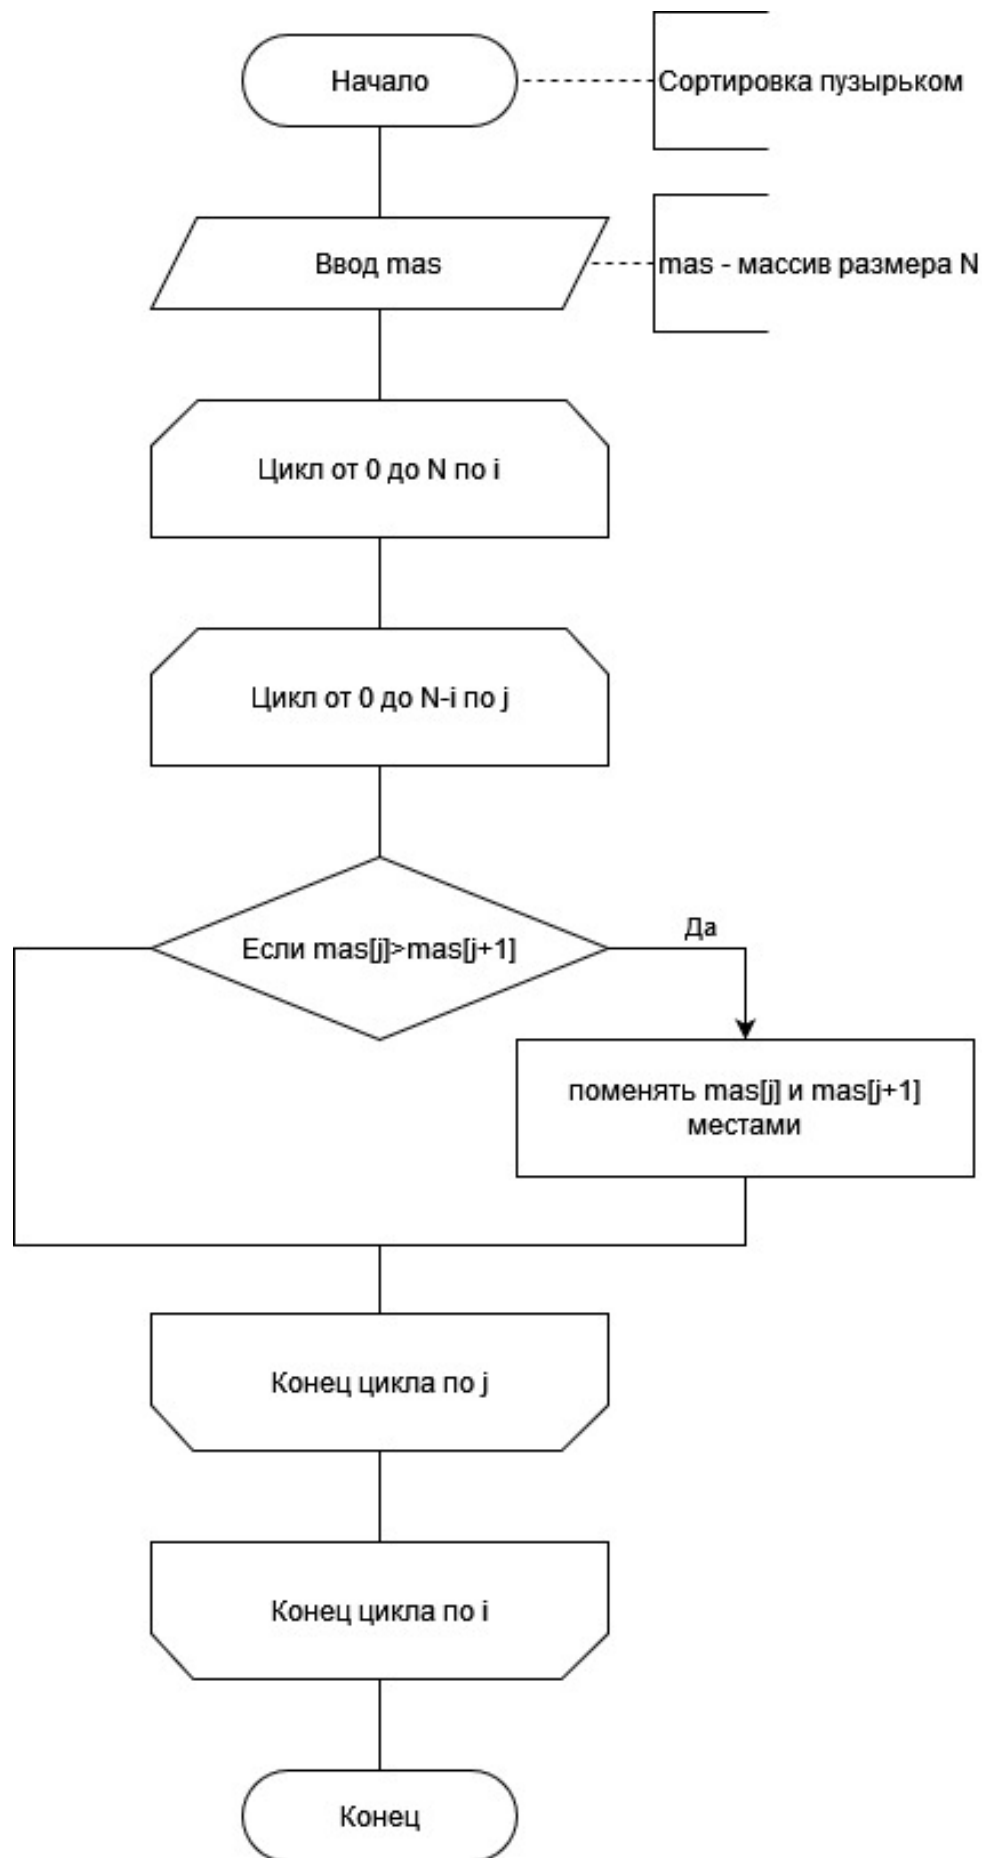 Начало
Сортировка пузырьком
Ввод mas
mas - массив размера N
Цикл от 0 до N по i
Цикл от 0 до N-i по j
Если mas[j]>mas[j+1]
Да
поменять mas[j] и mas[j+1]
местами
Конец цикла по j
Конец цикла по i
Конец